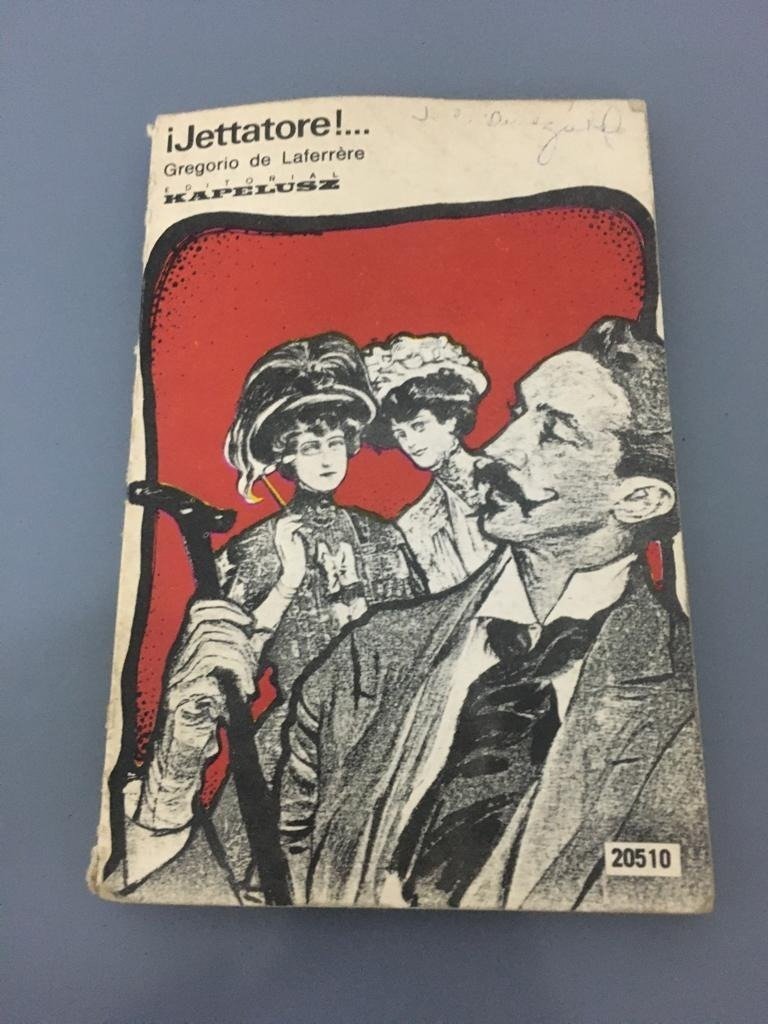 ¡Jettatore!...
Gregorio de Laferrère
EDITORIAL
KAPELUSZ
20510